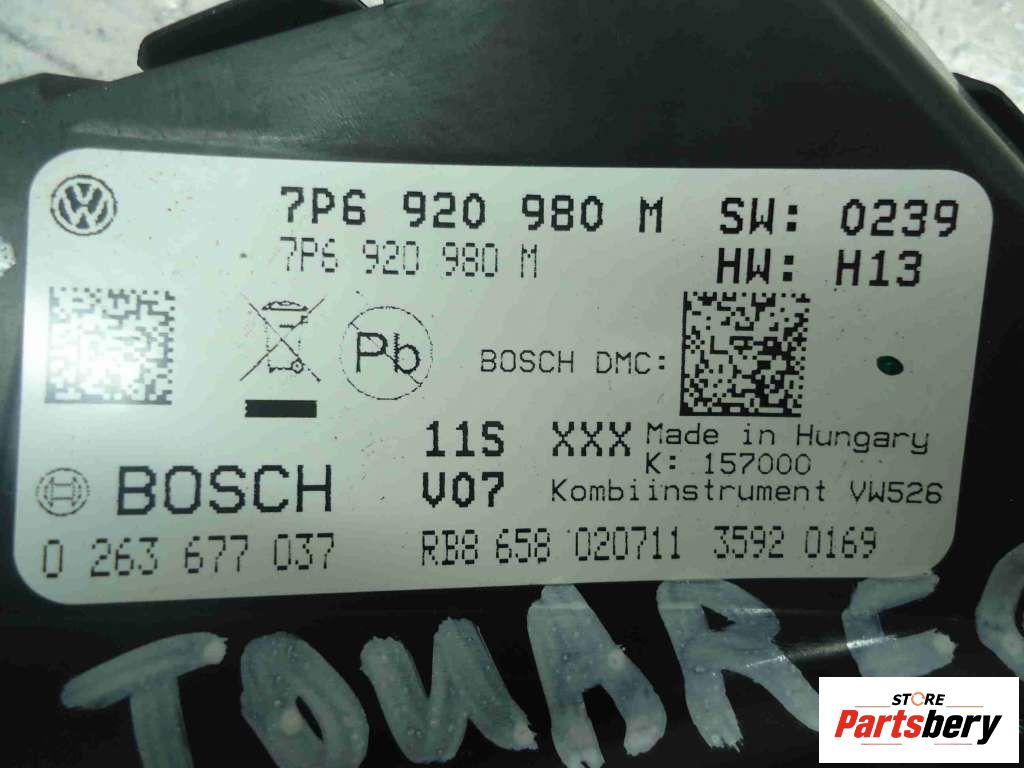 7P6 920 980 M SW: 0239
7P6 920 980 M HW: H13
Pb
BOSCH DMC:
11S XXX Made in Hungary
K: 157000
BOSCH V07 Kombiinstrument VW526
0 263 677 037 RB8 658 020711 3592 0169
TOUAREG
STORE
Partsbery